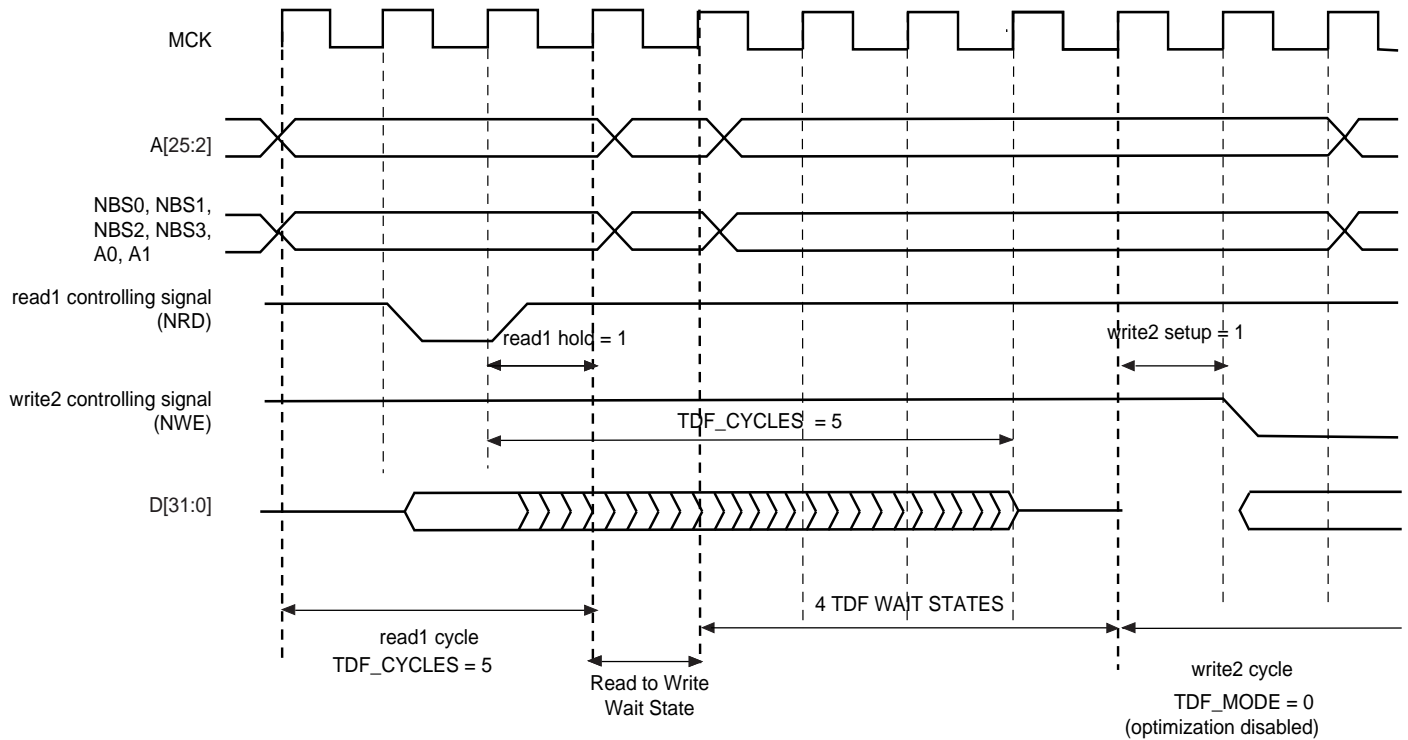 MCK
A[25:2]
NBS0, NBS1,
NBS2, NBS3,
A0, A1
read1 controlling signal
(NRD)
read1 hold = 1
write2 setup = 1
write2 controlling signal
(NWE)
TDF_CYCLES = 5
D[31:0]
4 TDF WAIT STATES
read1 cycle
TDF_CYCLES = 5
Read to Write
Wait State
write2 cycle
TDF_MODE = 0
(optimization disabled)